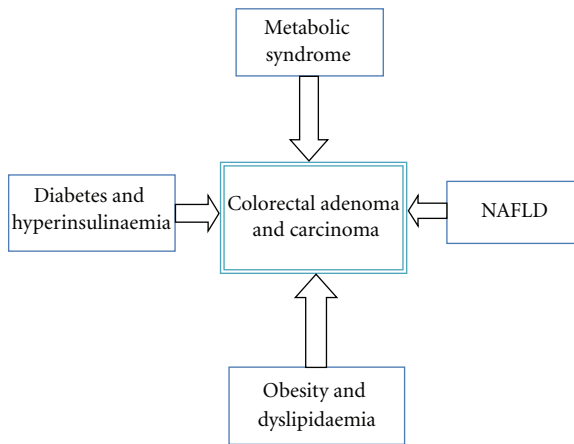 Metabolic
syndrome
Diabetes and
hyperinsulinaemia
Colorectal adenoma
and carcinoma
NAFLD
Obesity and
dyslipidaemia